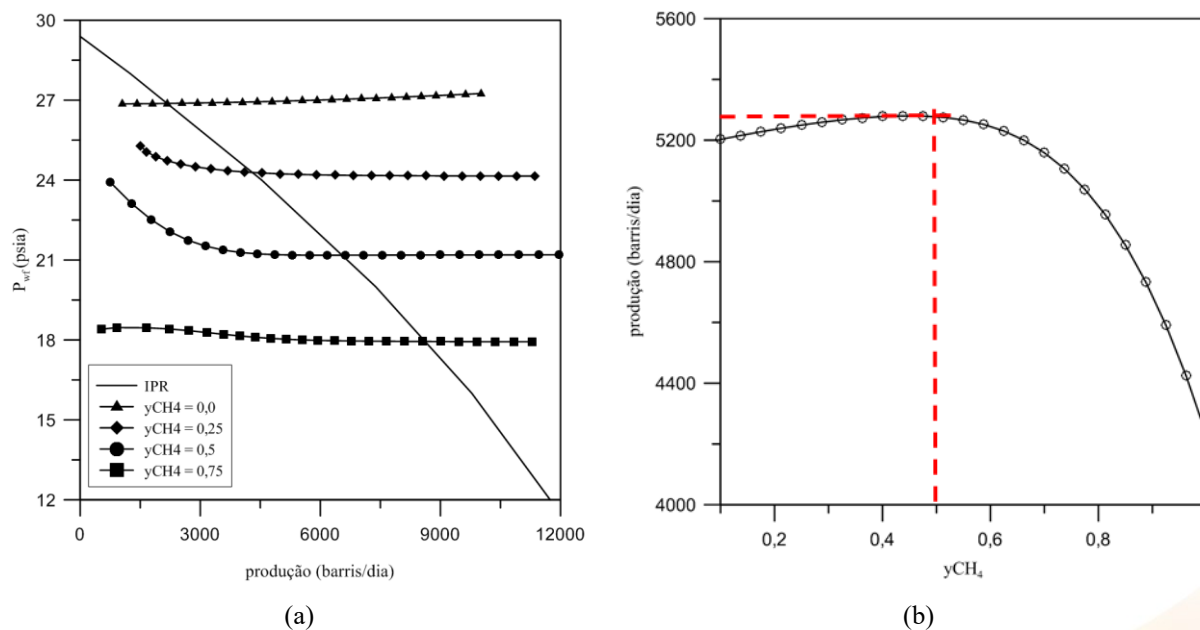 30
27
24
21
18
15
12
P_wf (psia)
IPR
yCH4 = 0,0
yCH4 = 0,25
yCH4 = 0,5
yCH4 = 0,75
0 3000 6000 9000 12000
produção (barris/dia)
(a)
5600
5200
4800
4400
4000
produção (barris/dia)
0,2 0,4 0,6 0,8
yCH₄
(b)